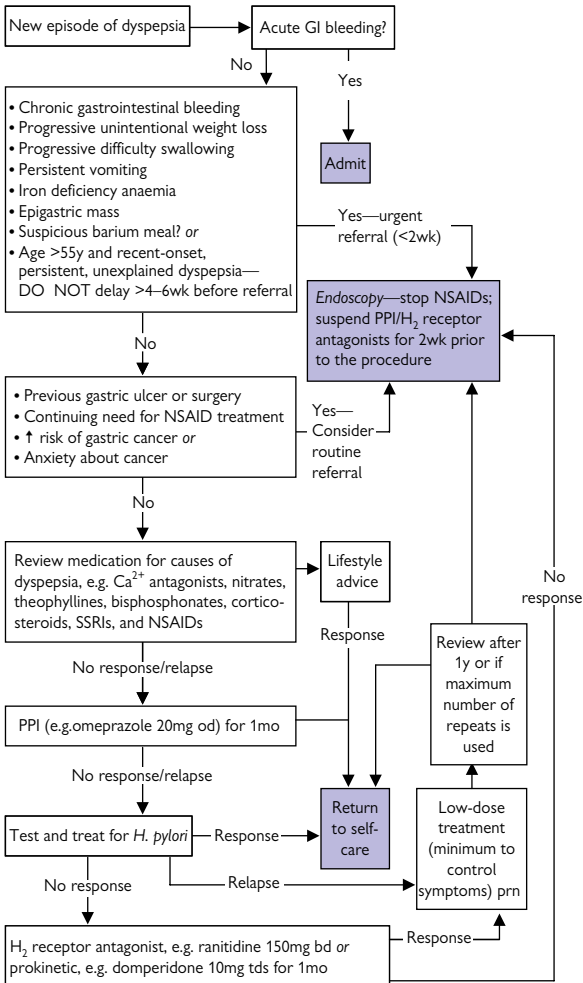 New episode of dyspepsia
Acute GI bleeding?
No
Yes
Admit
• Chronic gastrointestinal bleeding
• Progressive unintentional weight loss
• Progressive difficulty swallowing
• Persistent vomiting
• Iron deficiency anaemia
• Epigastric mass
• Suspicious barium meal? or
• Age >55y and recent-onset,
persistent, unexplained dyspepsia—
DO NOT delay >4–6wk before referral
Yes—urgent
referral (<2wk)
Endoscopy—stop NSAIDs;
suspend PPI/H₂ receptor
antagonists for 2wk prior
to the procedure
No
• Previous gastric ulcer or surgery
• Continuing need for NSAID treatment
• ↑ risk of gastric cancer or
• Anxiety about cancer
Yes—
Consider
routine
referral
No
Review medication for causes of
dyspepsia, e.g. Ca²⁺ antagonists, nitrates,
theophyllines, bisphosphonates, cortico-
steroids, SSRIs, and NSAIDs
Lifestyle
advice
Response
No
response
No response/relapse
PPI (e.g.omeprazole 20mg od) for 1mo
Review after
1y or if
maximum
number of
repeats is
used
No response/relapse
Test and treat for H. pylori
Response
Return
to self-
care
Low-dose
treatment
(minimum to
control
symptoms) prn
No response
Relapse
H₂ receptor antagonist, e.g. ranitidine 150mg bd or
prokinetic, e.g. domperidone 10mg tds for 1mo
Response